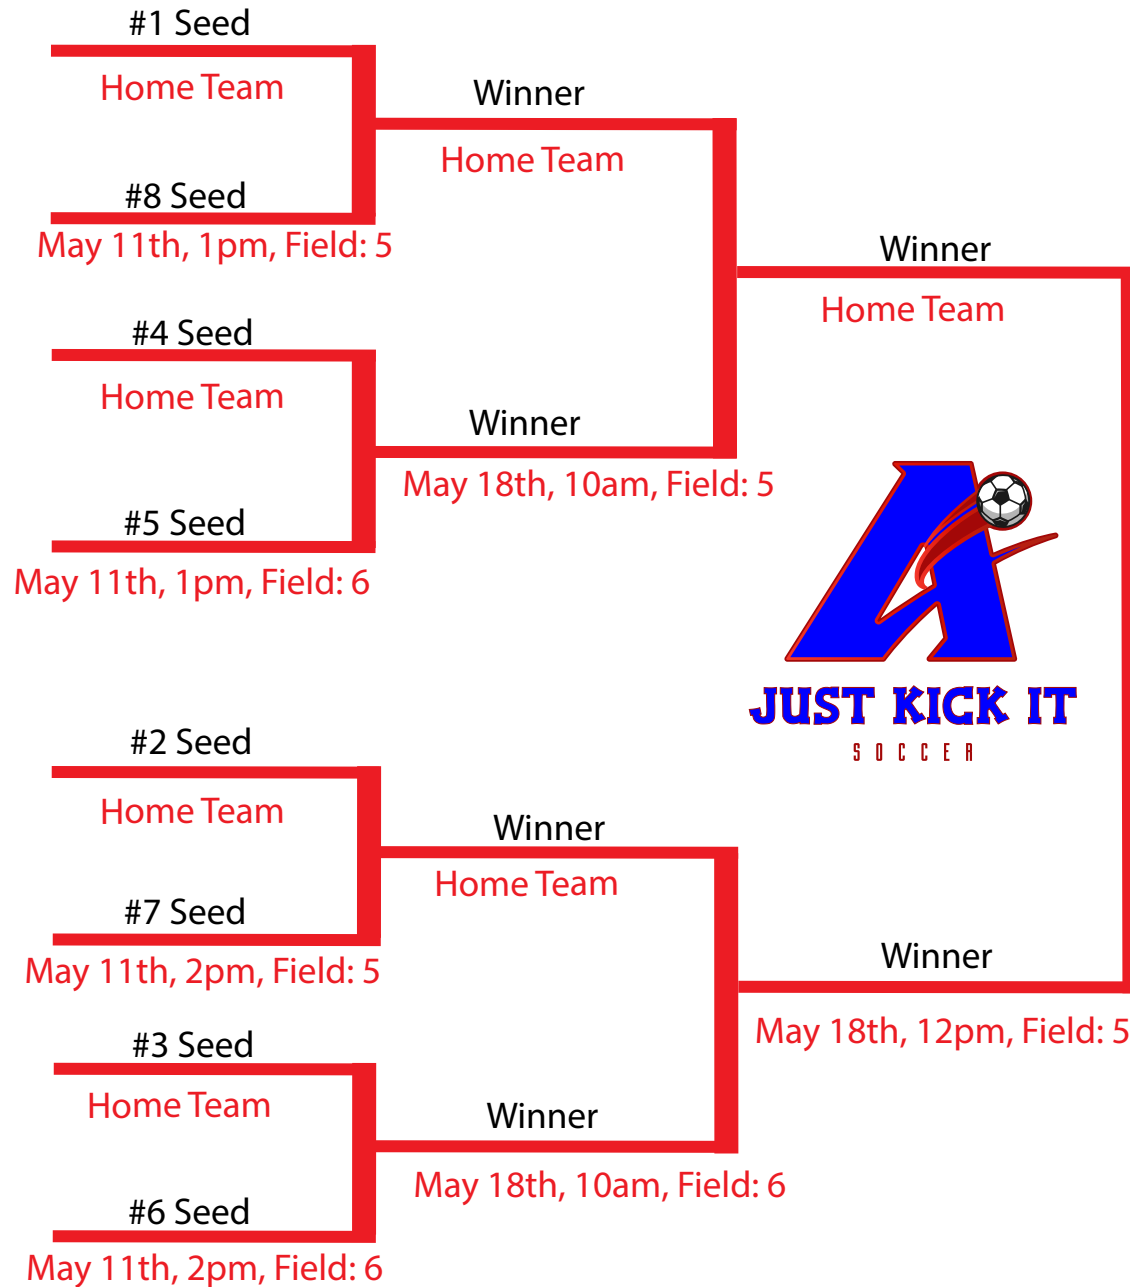 #1 Seed
Home Team
#8 Seed
May 11th, 1pm, Field: 5
#4 Seed
Home Team
#5 Seed
May 11th, 1pm, Field: 6
#2 Seed
Home Team
#7 Seed
May 11th, 2pm, Field: 5
#3 Seed
Home Team
#6 Seed
May 11th, 2pm, Field: 6
Winner
Home Team
Winner
May 18th, 10am, Field: 5
Winner
Home Team
Winner
May 18th, 10am, Field: 6
Winner
Home Team
Winner
May 18th, 12pm, Field: 5
JUST KICK IT
SOCCER